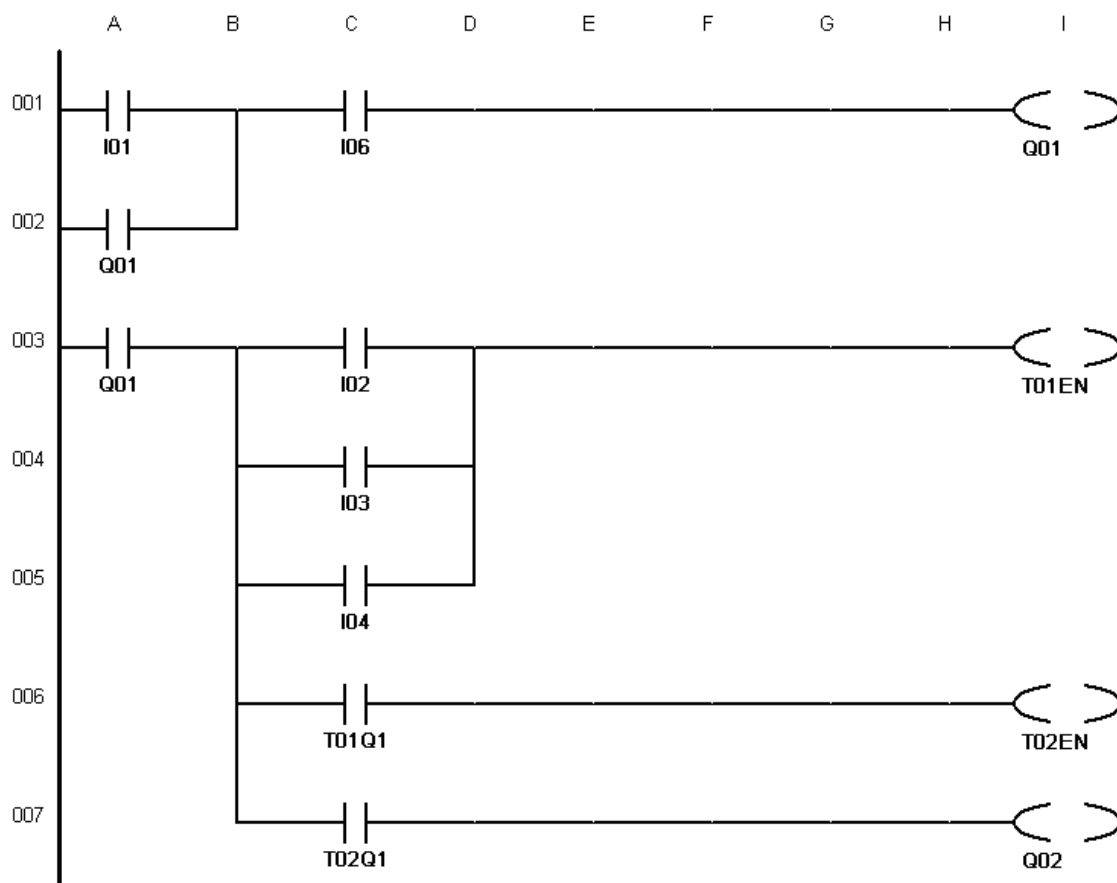 A B C D E F G H I
001
I01 I06 Q01
002
Q01
003
Q01 I02 T01EN
004
I03
005
I04
006
T01Q1 T02EN
007
T02Q1 Q02